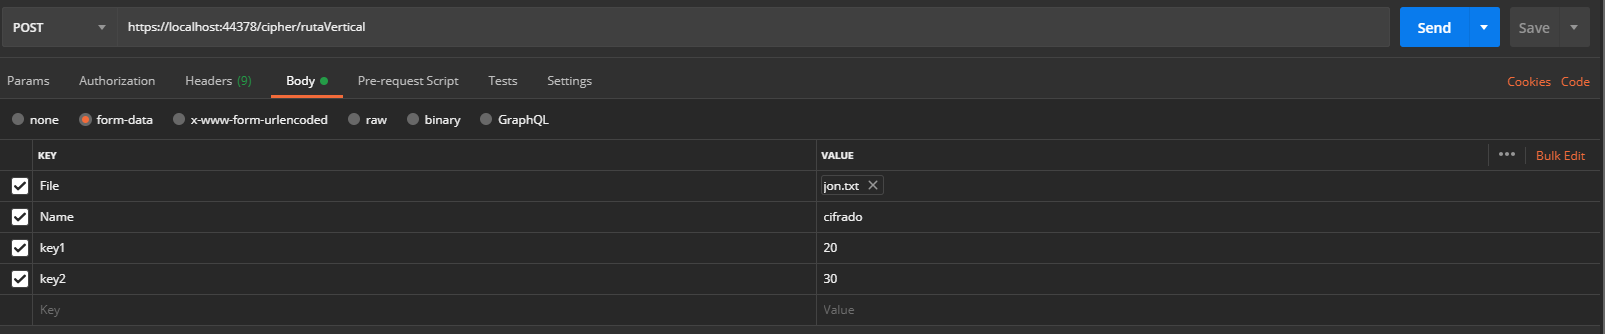 POST https://localhost:44378/cipher/rutaVertical Send Save
Params Authorization Headers (9) Body Pre-request Script Tests Settings Cookies Code
none form-data x-www-form-urlencoded raw binary GraphQL
KEY VALUE ••• Bulk Edit
File jon.txt
Name cifrado
key1 20
key2 30
Key Value